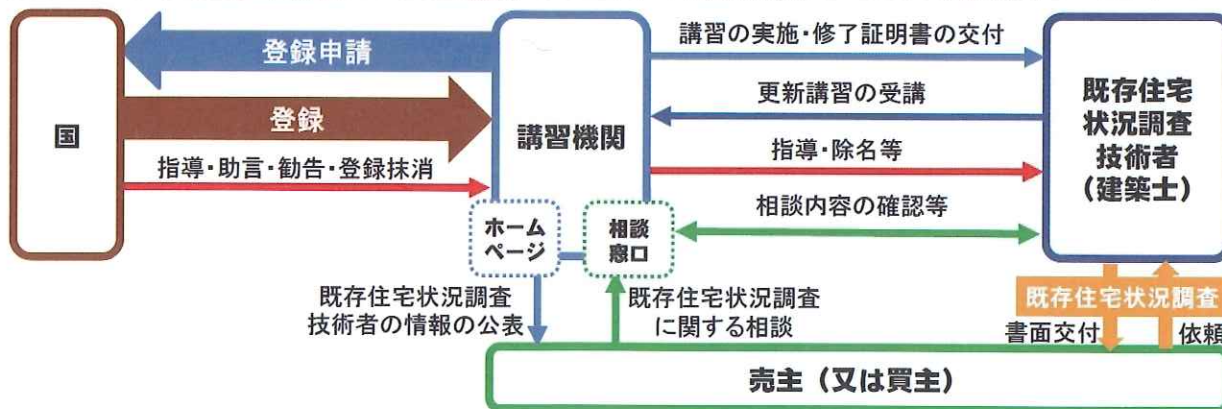 登録申請
登録
国
指導・助言・勧告・登録抹消
講習機関
ホーム
ページ
相談
窓口
講習の実施・修了証明書の交付
更新講習の受講
指導・除名等
相談内容の確認等
既存住宅
状況調査
技術者
(建築士)
既存住宅状況調査
技術者の情報の公表
既存住宅状況調査
に関する相談
既存住宅状況調査
書面交付
依頼
売主（又は買主）